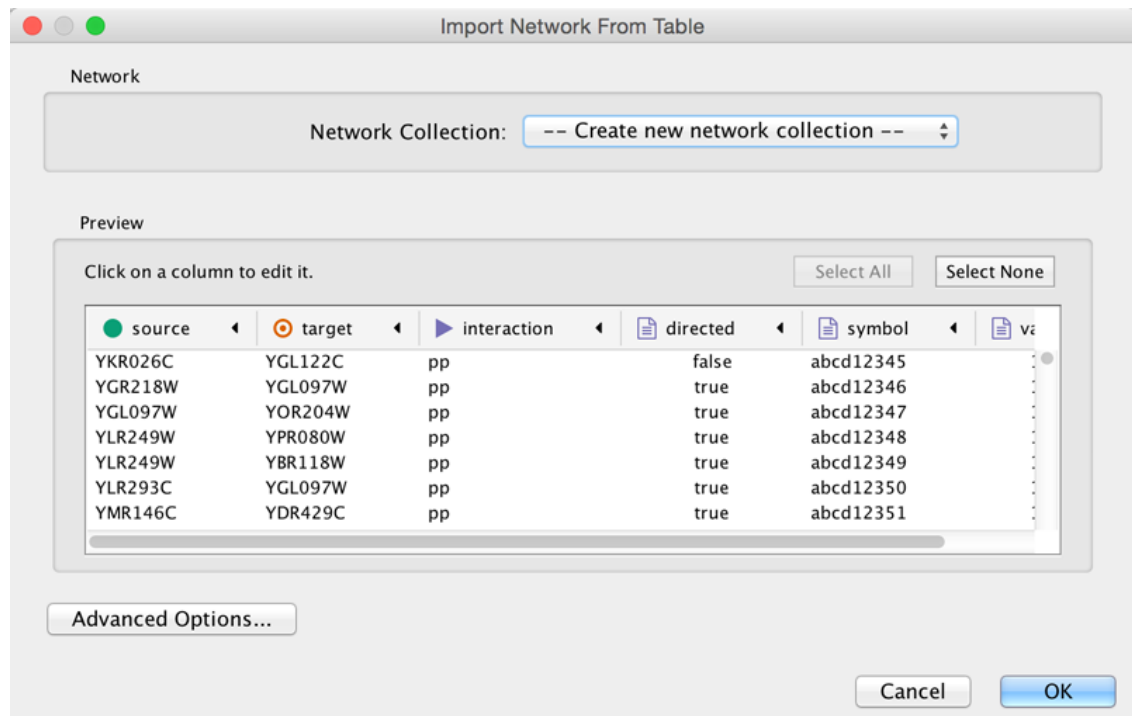 Import Network From Table
Network
Network Collection: -- Create new network collection --
Preview
Click on a column to edit it. Select All Select None
source target interaction directed symbol
YKR026C YGL122C pp false abcd12345
YGR218W YGL097W pp true abcd12346
YGL097W YOR204W pp true abcd12347
YLR249W YPR080W pp true abcd12348
YLR249W YBR118W pp true abcd12349
YLR293C YGL097W pp true abcd12350
YMR146C YDR429C pp true abcd12351
Advanced Options...
Cancel OK